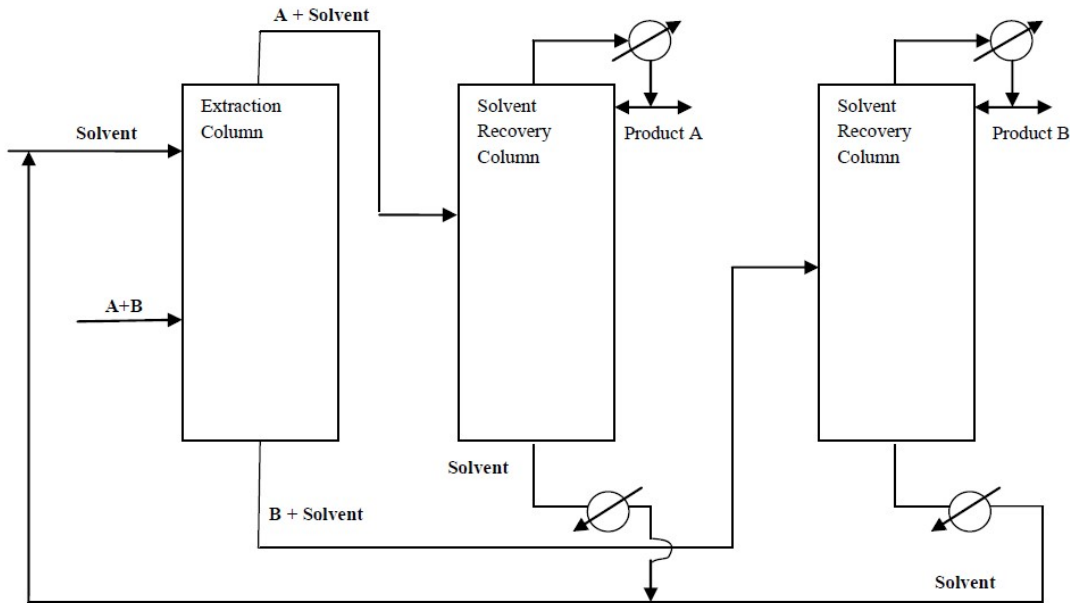 A + Solvent
Extraction
Column
Solvent
Recovery
Column
Product A
Solvent
Recovery
Column
Product B
Solvent
A+B
Solvent
B + Solvent
Solvent